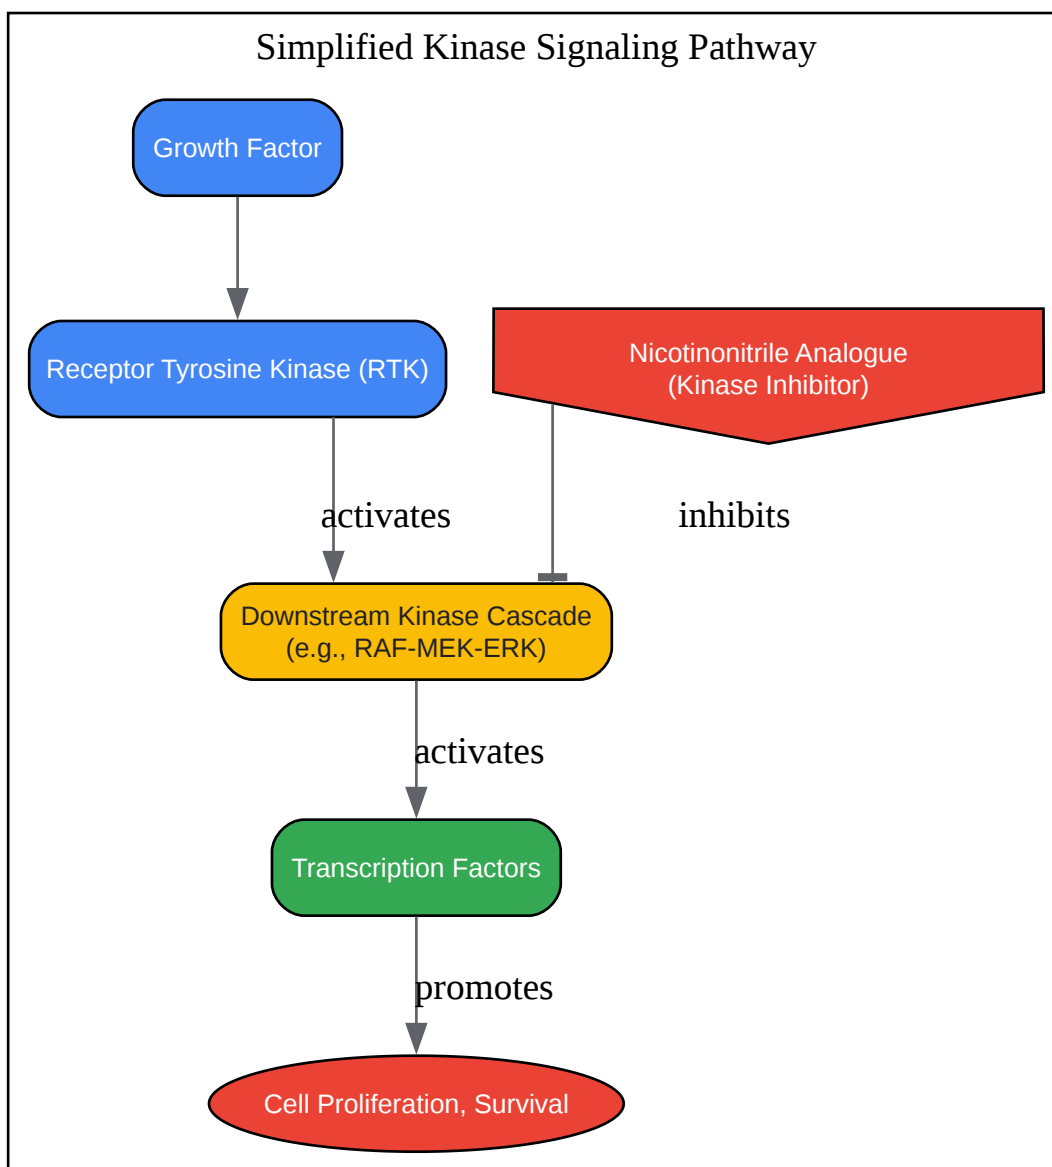 Simplified Kinase Signaling Pathway
Growth Factor
Receptor Tyrosine Kinase (RTK)
Nicotinonitrile Analogue
(Kinase Inhibitor)
activates
inhibits
Downstream Kinase Cascade
(e.g., RAF-MEK-ERK)
activates
Transcription Factors
promotes
Cell Proliferation, Survival